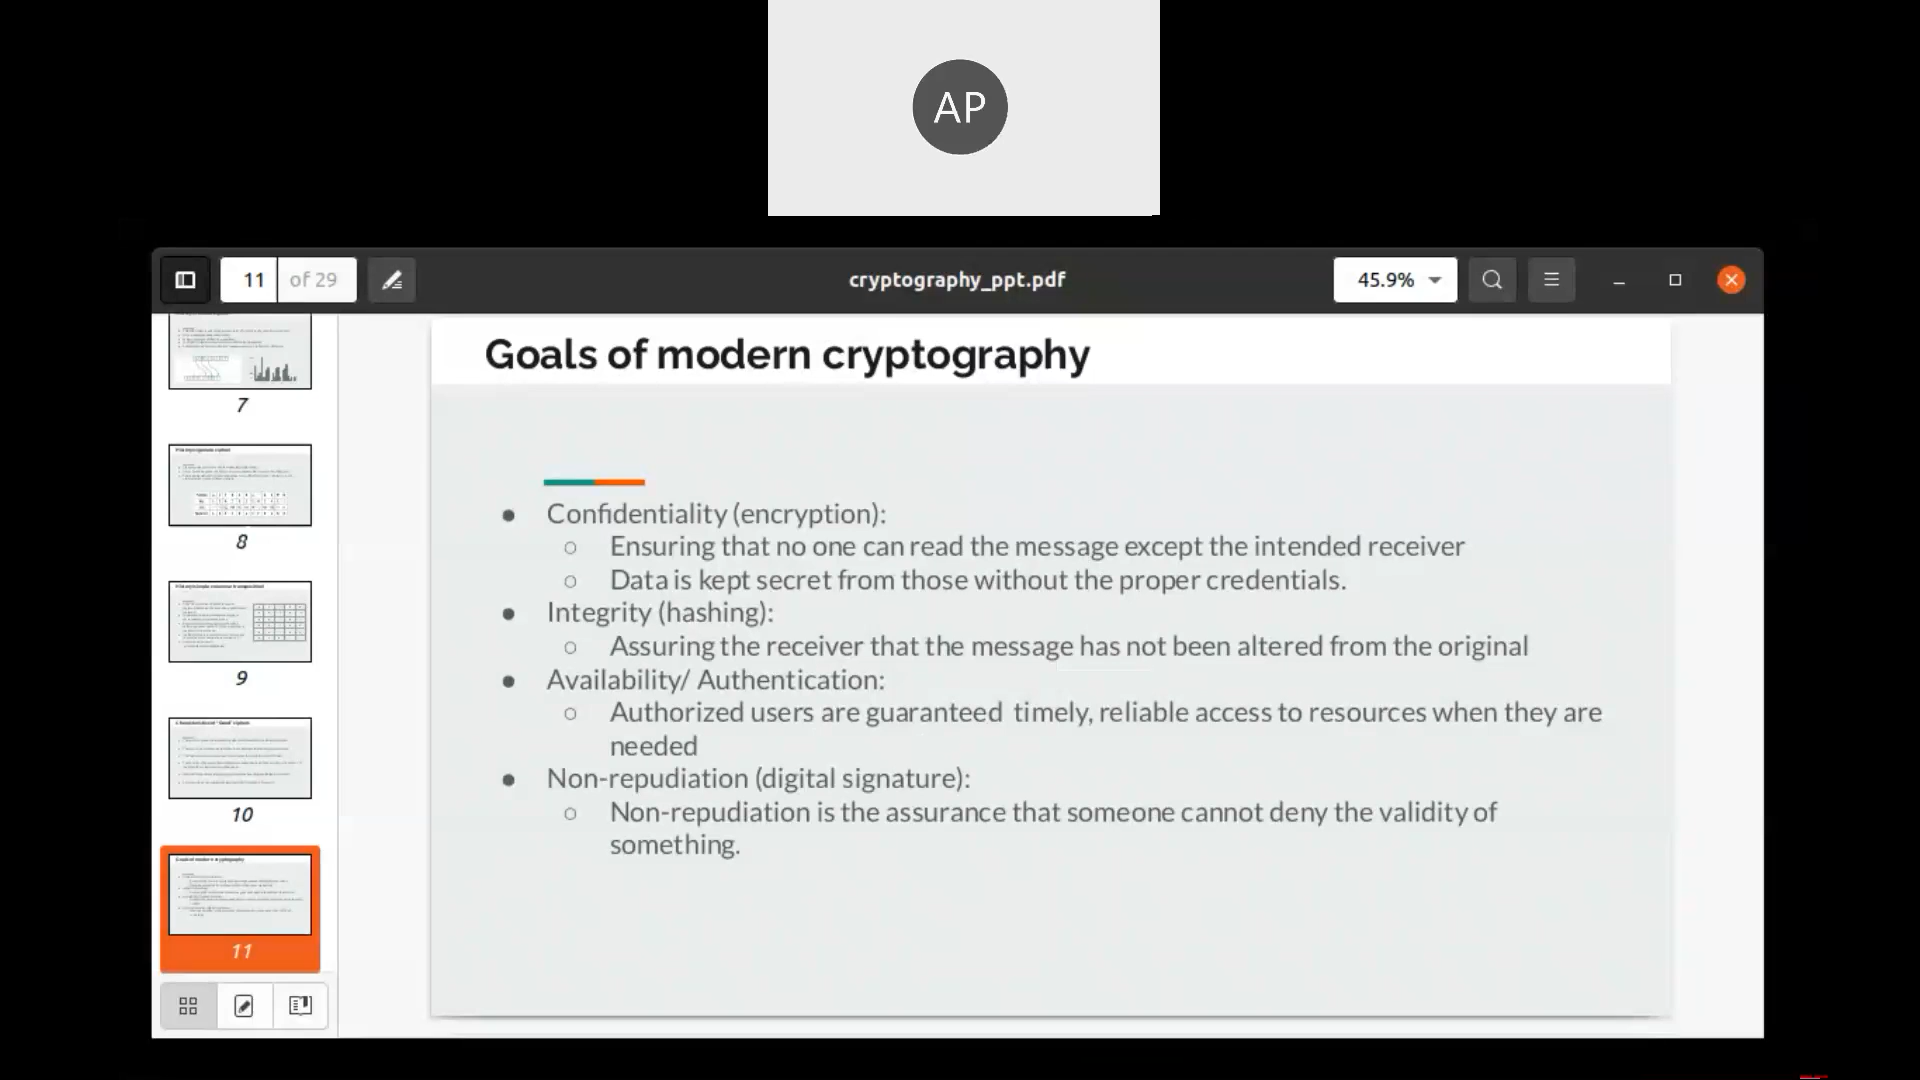 AP
11 of 29
cryptography_ppt.pdf
45.9%
7
8
9
10
Goals of modern cryptography
11
Goals of modern cryptography
● Confidentiality (encryption):
○ Ensuring that no one can read the message except the intended receiver
○ Data is kept secret from those without the proper credentials.
● Integrity (hashing):
○ Assuring the receiver that the message has not been altered from the original
● Availability/ Authentication:
○ Authorized users are guaranteed timely, reliable access to resources when they are
needed
● Non-repudiation (digital signature):
○ Non-repudiation is the assurance that someone cannot deny the validity of
something.